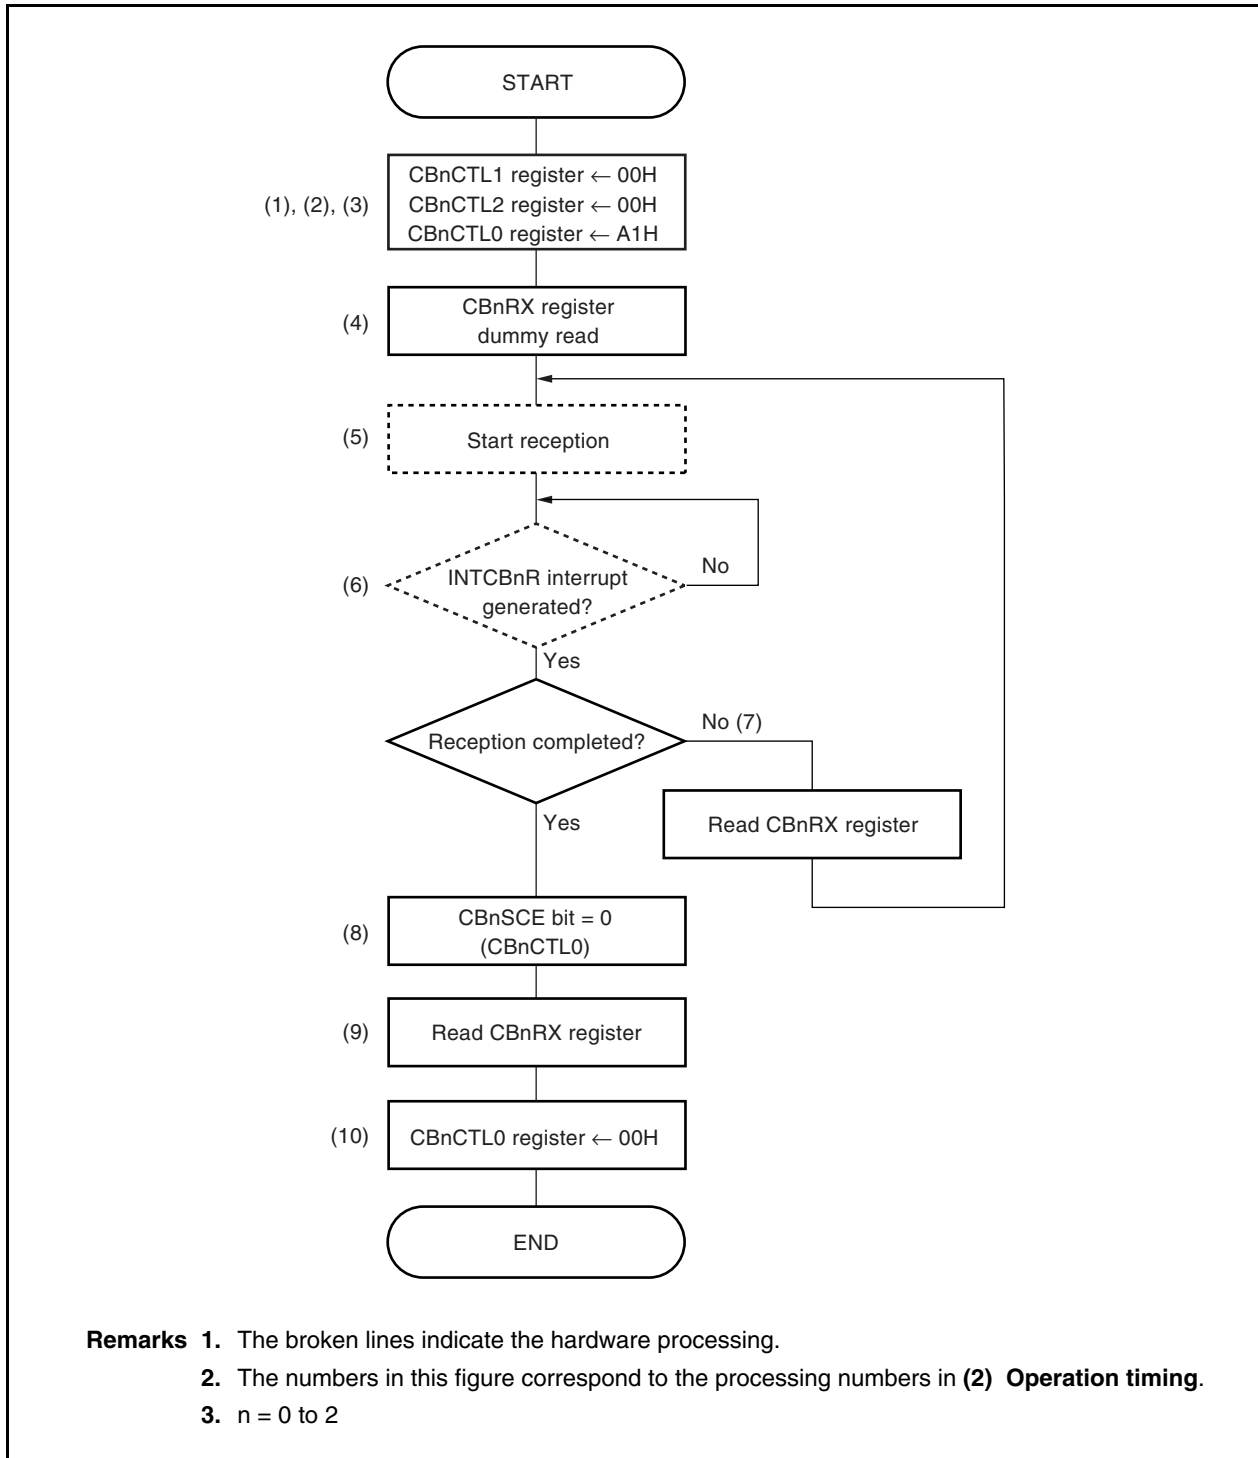 START
(1), (2), (3)
CBnCTL1 register ← 00H
CBnCTL2 register ← 00H
CBnCTL0 register ← A1H
(4)
CBnRX register
dummy read
(5)
Start reception
(6)
INTCBnR interrupt
generated?
No
Yes
Reception completed?
No (7)
Read CBnRX register
Yes
(8)
CBnSCE bit = 0
(CBnCTL0)
(9)
Read CBnRX register
(10)
CBnCTL0 register ← 00H
END
Remarks 1. The broken lines indicate the hardware processing.
2. The numbers in this figure correspond to the processing numbers in (2) Operation timing.
3. n = 0 to 2